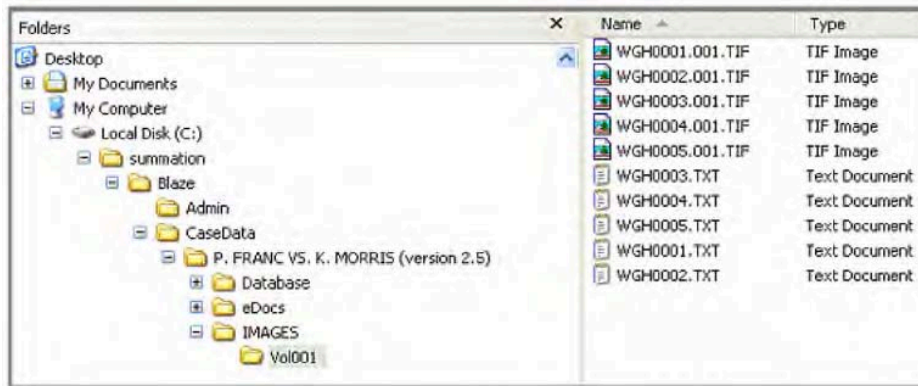 Folders
Desktop
My Documents
My Computer
Local Disk (C:)
summation
Blaze
Admin
CaseData
P. FRANC VS. K. MORRIS (version 2.5)
Database
eDocs
IMAGES
Vol001
Name Type
WGH0001.001.TIF TIF Image
WGH0002.001.TIF TIF Image
WGH0003.001.TIF TIF Image
WGH0004.001.TIF TIF Image
WGH0005.001.TIF TIF Image
WGH0003.TXT Text Document
WGH0004.TXT Text Document
WGH0005.TXT Text Document
WGH0001.TXT Text Document
WGH0002.TXT Text Document